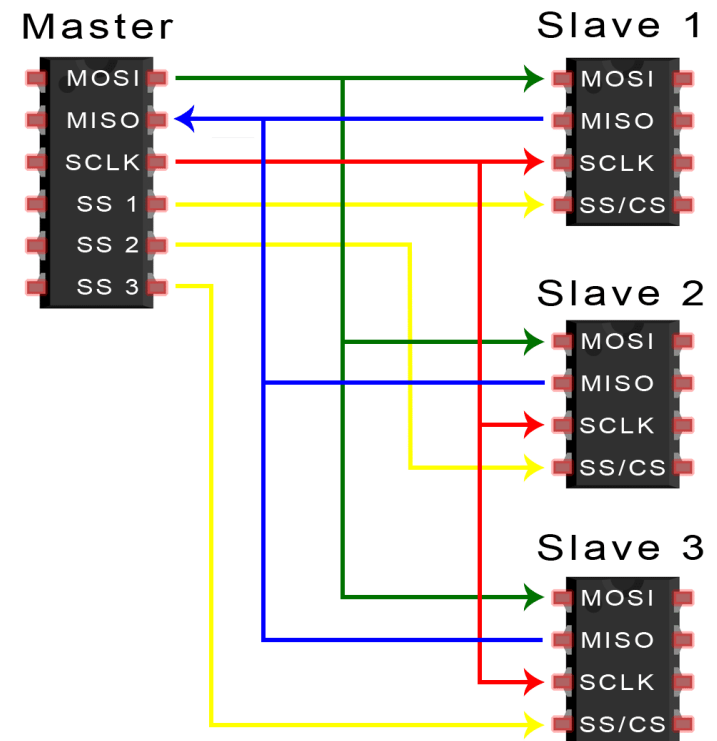 Master
MOSI
MISO
SCLK
SS 1
SS 2
SS 3
Slave 1
MOSI
MISO
SCLK
SS/CS
Slave 2
MOSI
MISO
SCLK
SS/CS
Slave 3
MOSI
MISO
SCLK
SS/CS